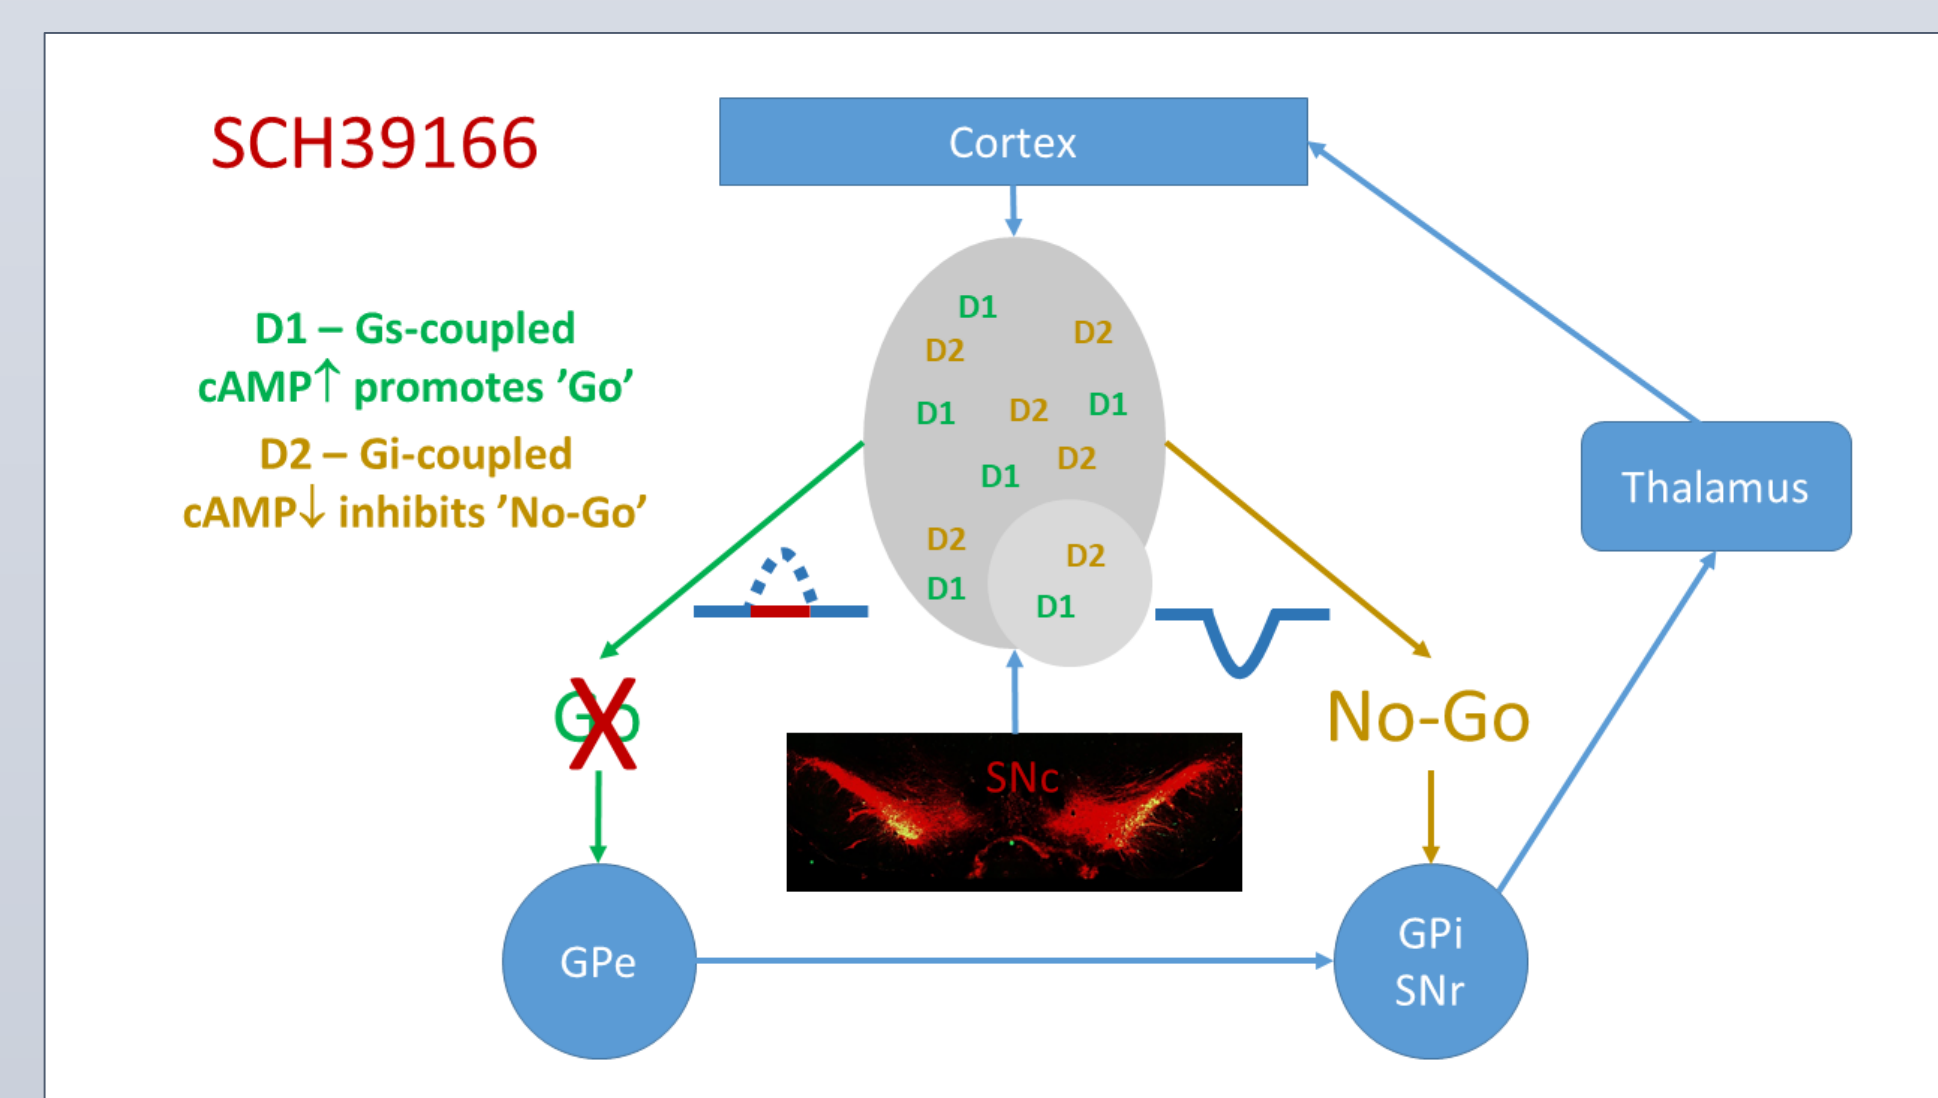 SCH39166
Cortex
D1 – Gs-coupled
cAMP↑ promotes ’Go’
D2 – Gi-coupled
cAMP↓ inhibits ’No-Go’
D1
D2
D2
D1
D2
D1
D2
D1
D2
D1
D2
D1
Thalamus
Go
X
No-Go
SNc
GPe
GPi
SNr